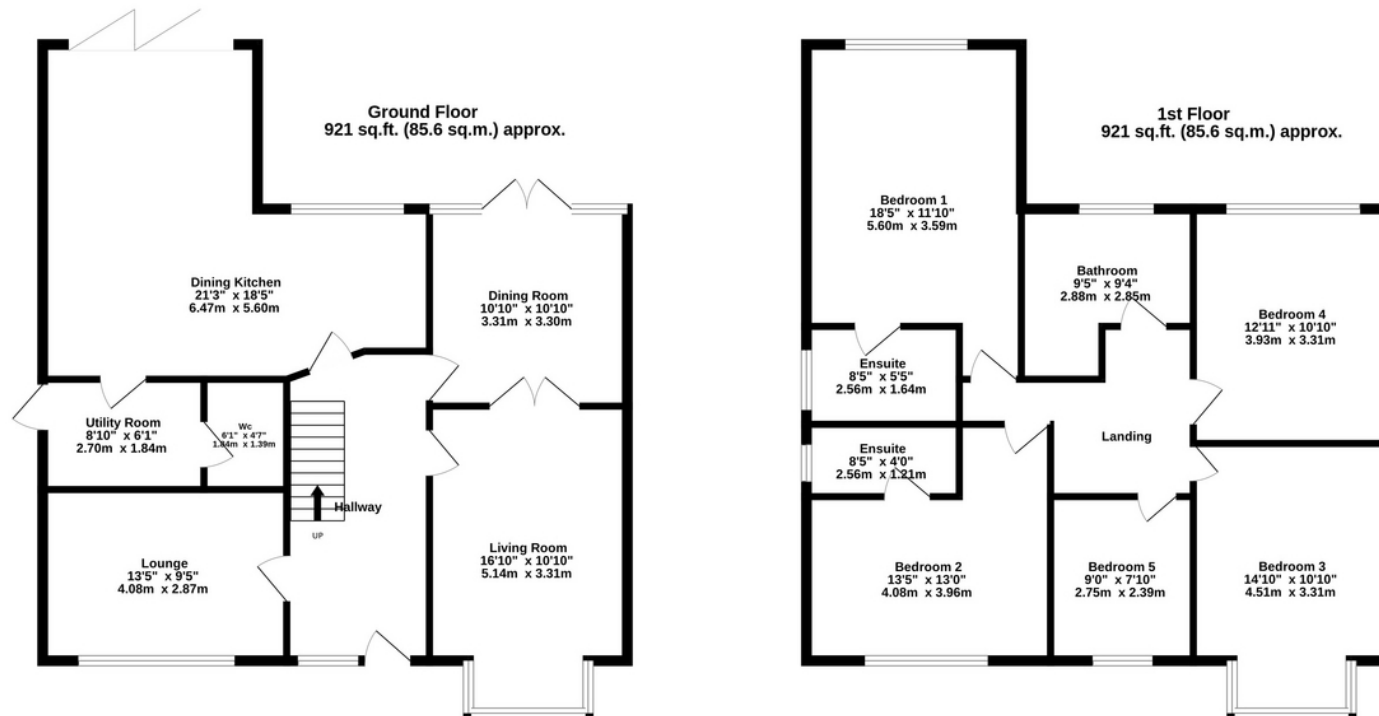 Ground Floor
921 sq.ft. (85.6 sq.m.) approx.
Dining Kitchen
21'3" x 18'5"
6.47m x 5.60m
Dining Room
10'10" x 10'10"
3.31m x 3.30m
Utility Room
8'10" x 6'1"
2.70m x 1.84m
Wc
6'1" x 4'7"
1.84m x 1.39m
Hallway
UP
Lounge
13'5" x 9'5"
4.08m x 2.87m
Living Room
16'10" x 10'10"
5.14m x 3.31m
1st Floor
921 sq.ft. (85.6 sq.m.) approx.
Bedroom 1
18'5" x 11'10"
5.60m x 3.59m
Bathroom
9'5" x 9'4"
2.88m x 2.85m
Bedroom 4
12'11" x 10'10"
3.93m x 3.31m
Ensuite
8'5" x 5'5"
2.56m x 1.64m
Landing
Ensuite
8'5" x 4'0"
2.56m x 1.21m
Bedroom 2
13'5" x 13'0"
4.08m x 3.96m
Bedroom 5
9'0" x 7'10"
2.75m x 2.39m
Bedroom 3
14'10" x 10'10"
4.51m x 3.31m